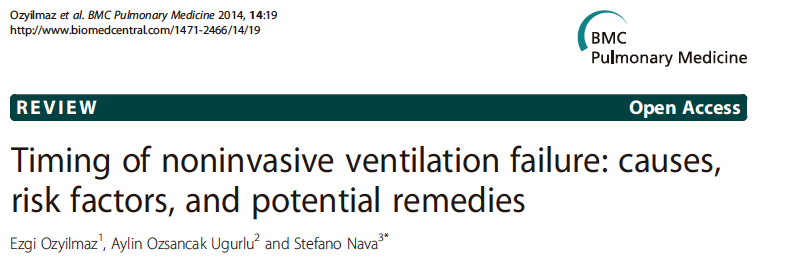 Ozyilmaz et al. BMC Pulmonary Medicine 2014, 14:19
http://www.biomedcentral.com/1471-2466/14/19
BMC
Pulmonary Medicine
REVIEW Open Access
Timing of noninvasive ventilation failure: causes,
risk factors, and potential remedies
Ezgi Ozyilmaz1, Aylin Ozsancak Ugurlu2 and Stefano Nava3*